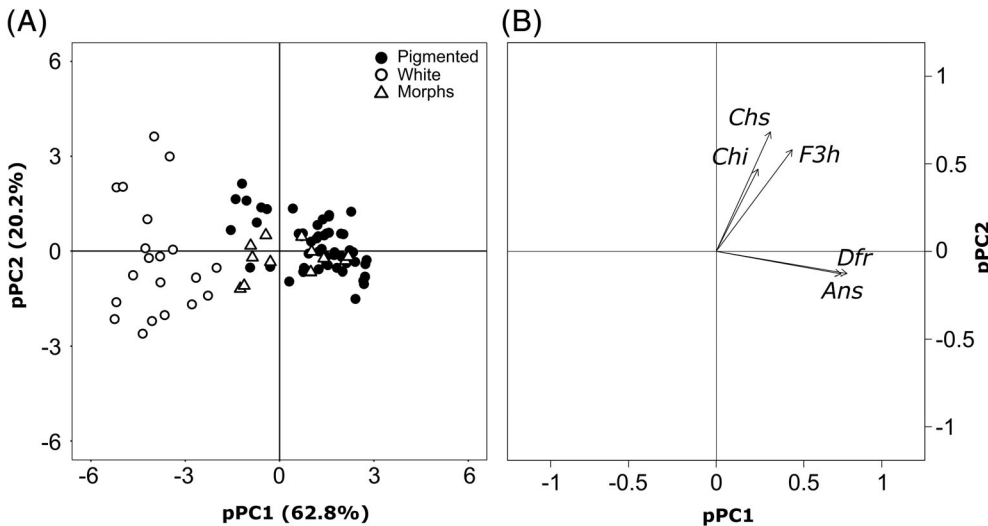 (A)
6
3
0
-3
-6
pPC2 (20.2%)
-6 -3 0 3 6
pPC1 (62.8%)
Pigmented
White
Morphs
(B)
Chs
Chi
F3h
Dfr
Ans
1
0.5
0
-0.5
-1
pPC2
-1 -0.5 0 0.5 1
pPC1